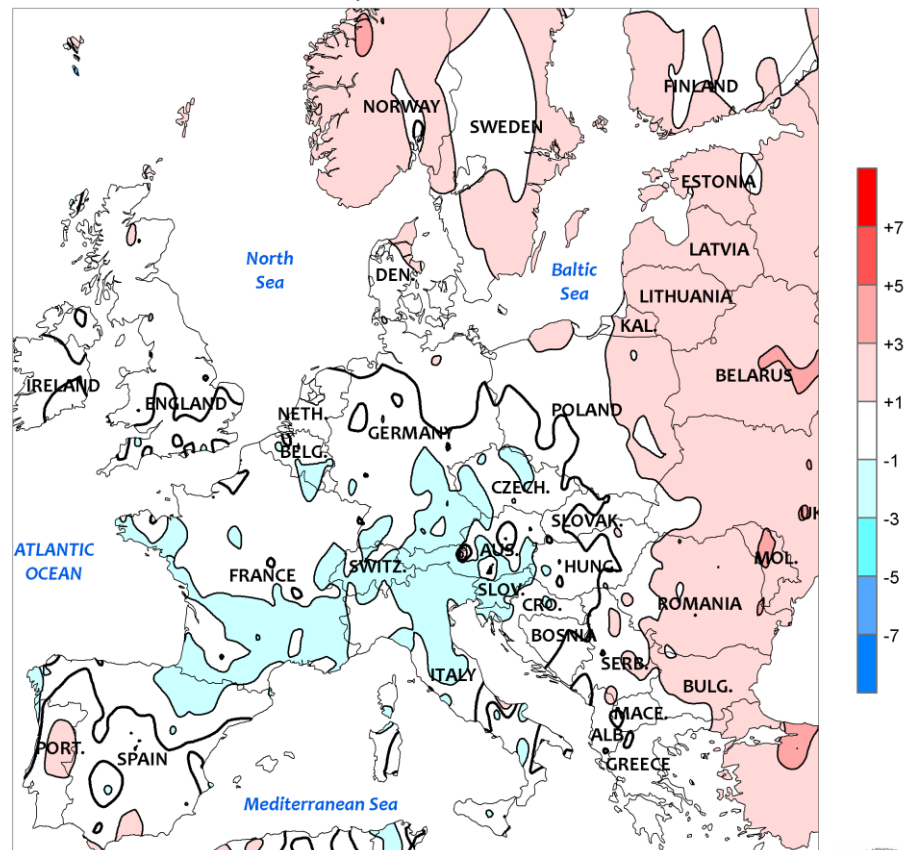 NORWAY
SWEDEN
FINLAND
ESTONIA
North
Sea
LATVIA
DEN.
Baltic
Sea
LITHUANIA
KAL.
IRELAND
ENGLAND
NETH.
GERMANY
POLAND
BELARUS
BELG.
CZECH.
SLOVAK.
UK
ATLANTIC
OCEAN
FRANCE
SWITZ.
AUS.
HUNG.
MOL.
SLOV.
CRO.
ROMANIA
BOSNIA
SERB.
ITALY
BULG.
MACE.
ALB.
PORT.
SPAIN
GREECE
Mediterranean Sea
+7
+5
+3
+1
-1
-3
-5
-7